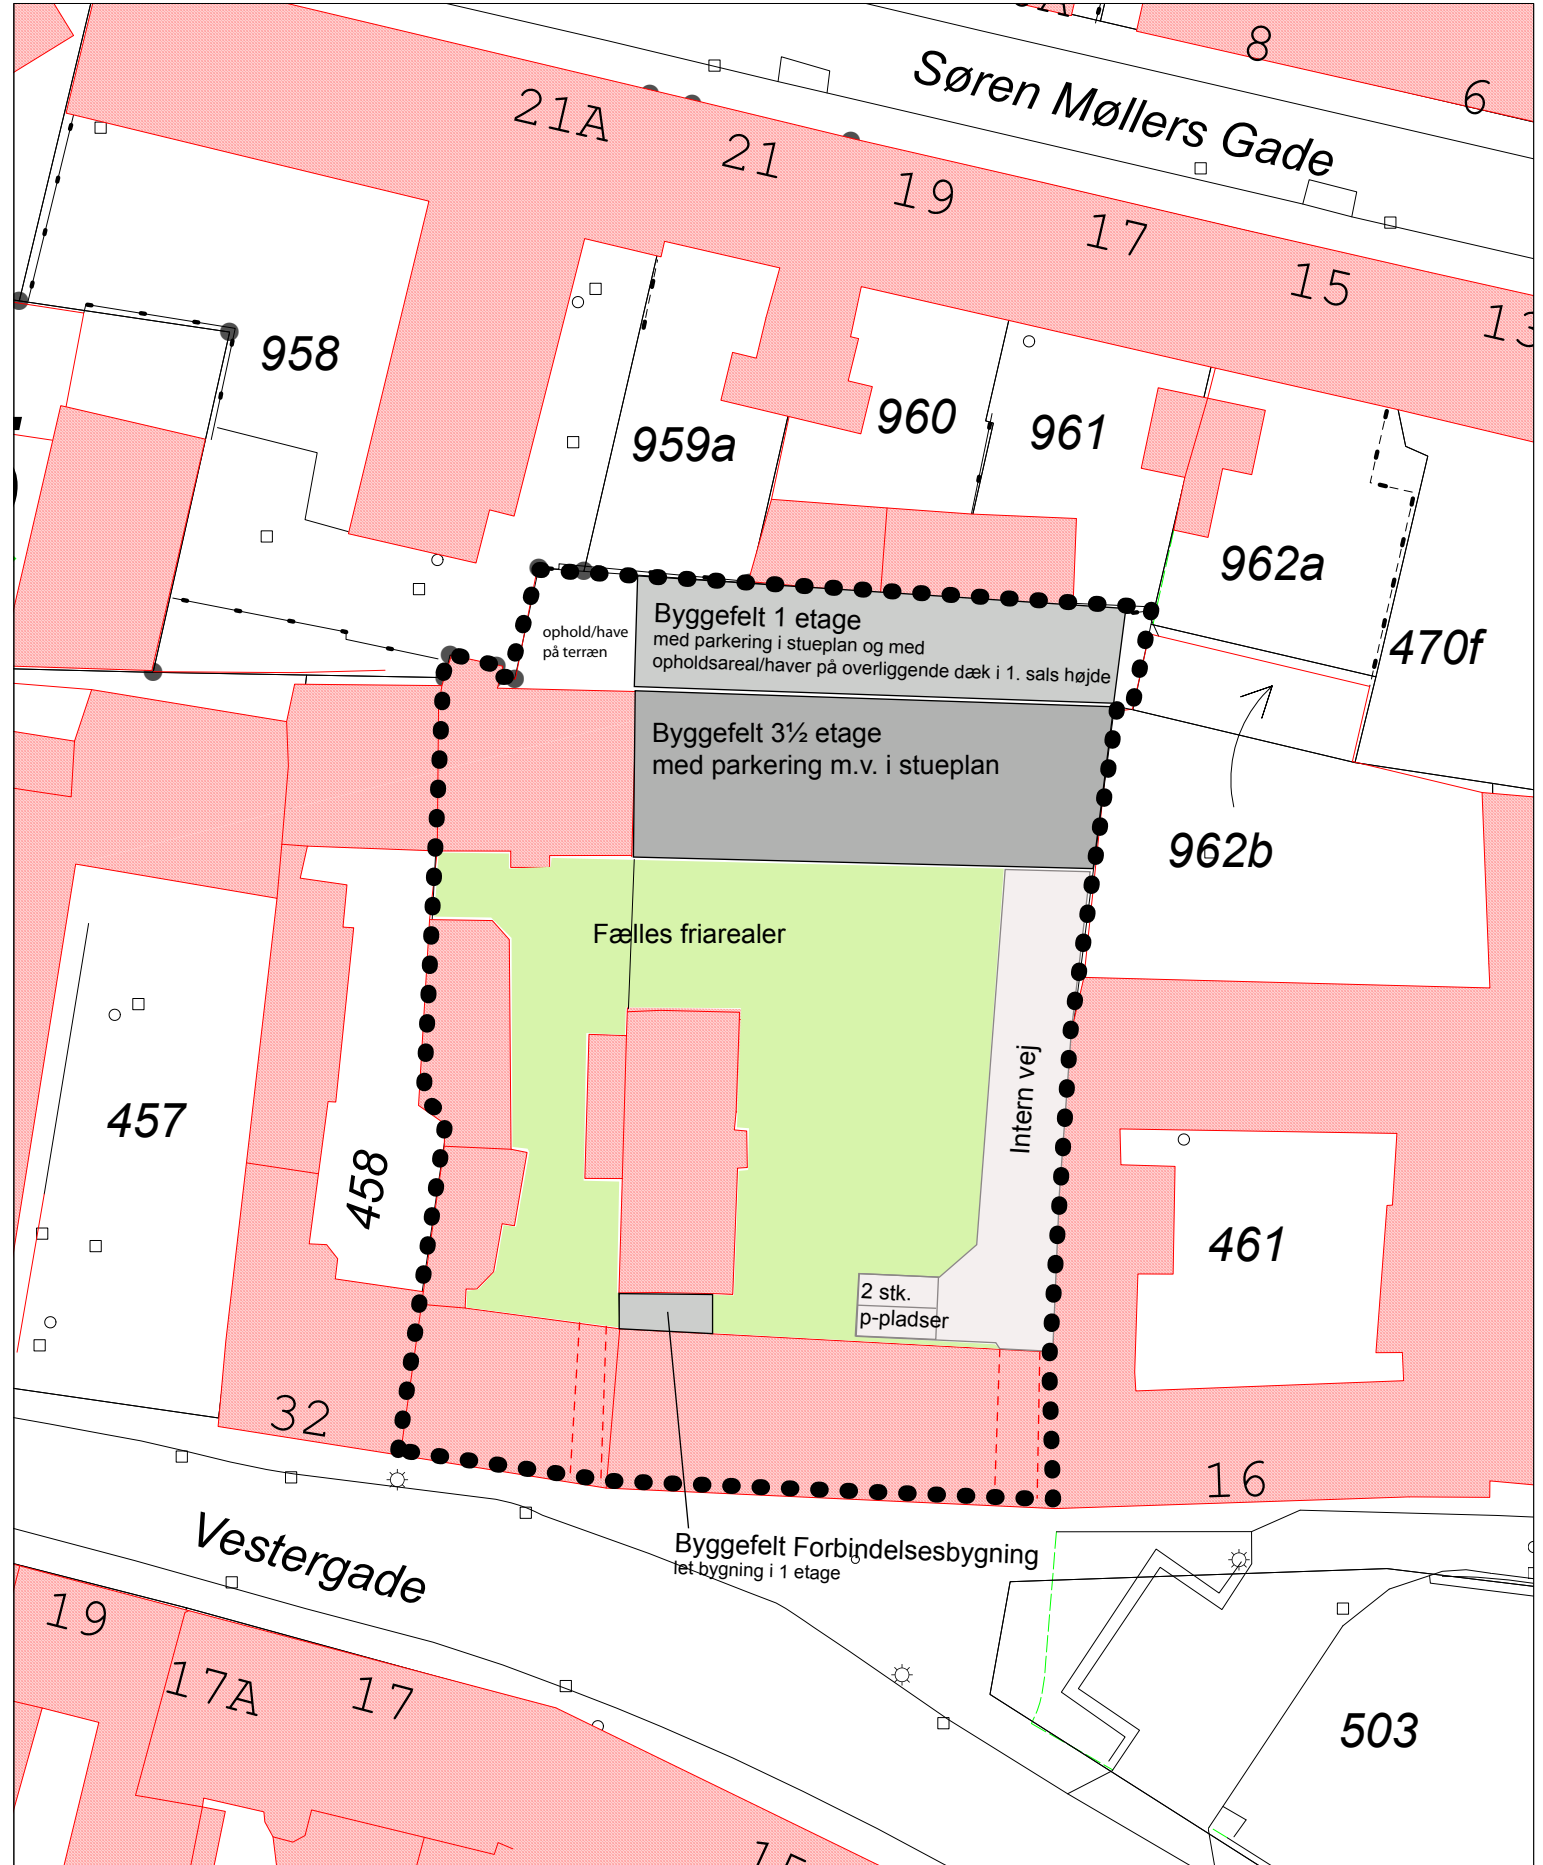 8
6
Søren Møllers Gade
21A
21
19
17
15
13
958
959a
960
961
962a
470f
ophold/have
på terræn
Byggefelt 1 etage
med parkering i stueplan og med
opholdsareal/haver på overliggende dæk i 1. sals højde
Byggefelt 3½ etage
med parkering m.v. i stueplan
962b
Fælles friarealer
Intern vej
457
458
461
2 stk.
p-pladser
32
16
Vestergade
Byggefelt Forbindelsesbygning
let bygning i 1 etage
19
17A
17
503